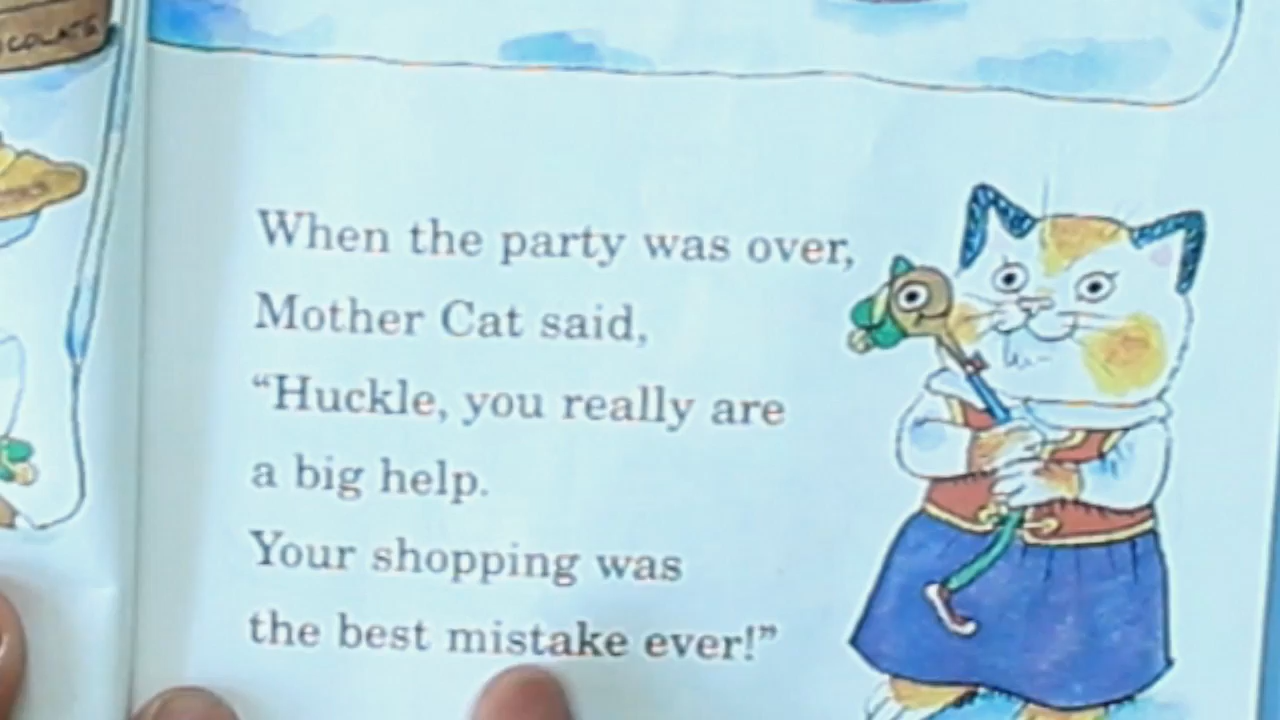 When the party was over,
Mother Cat said,
“Huckle, you really are
a big help.
Your shopping was
the best mistake ever!”